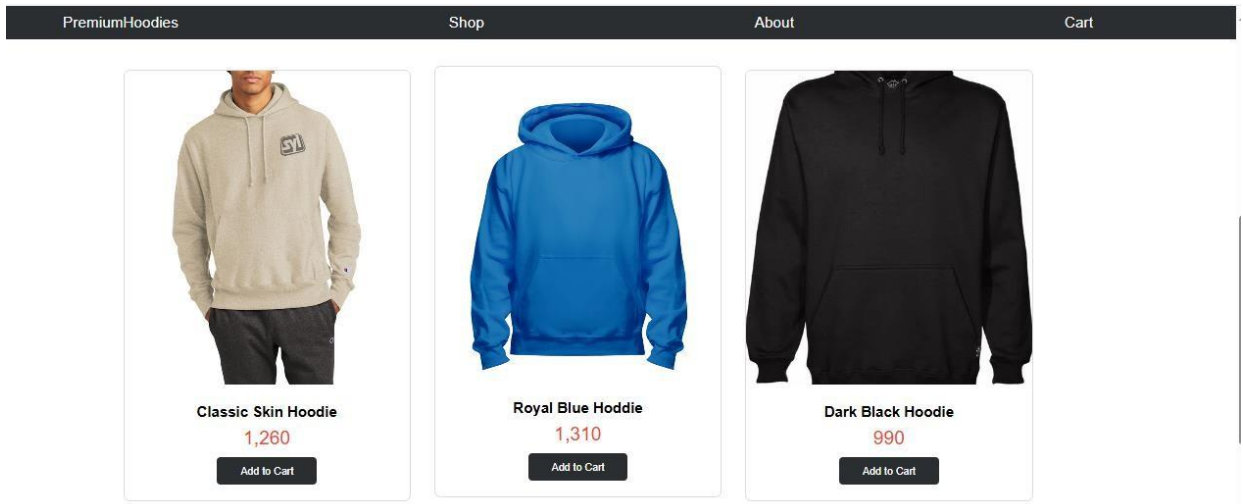 PremiumHoodies Shop About Cart
SYL
Classic Skin Hoodie
1,260
Add to Cart
Royal Blue Hoddie
1,310
Add to Cart
Dark Black Hoodie
990
Add to Cart